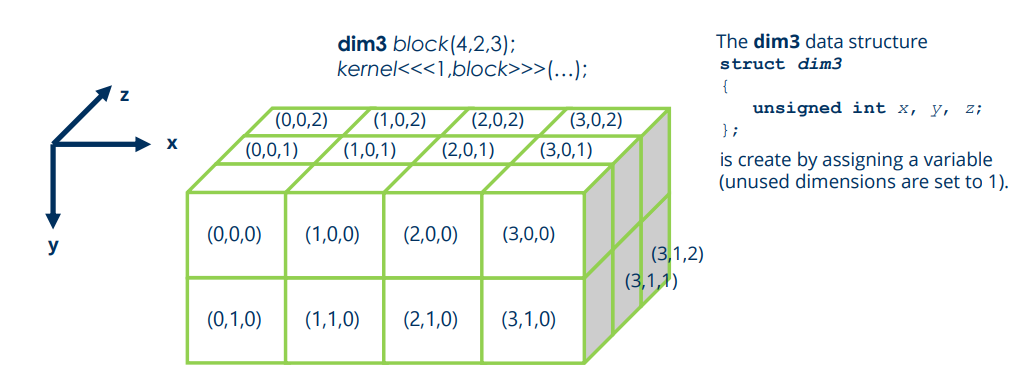 dim3 block(4,2,3);
kernel<<<1,block>>>(...);
The dim3 data structure
struct dim3
{
unsigned int x, y, z;
};
is create by assigning a variable
(unused dimensions are set to 1).
z
x
y
(0,0,2) (1,0,2) (2,0,2) (3,0,2)
(0,0,1) (1,0,1) (2,0,1) (3,0,1)
(0,0,0) (1,0,0) (2,0,0) (3,0,0)
(3,1,2)
(3,1,1)
(0,1,0) (1,1,0) (2,1,0) (3,1,0)